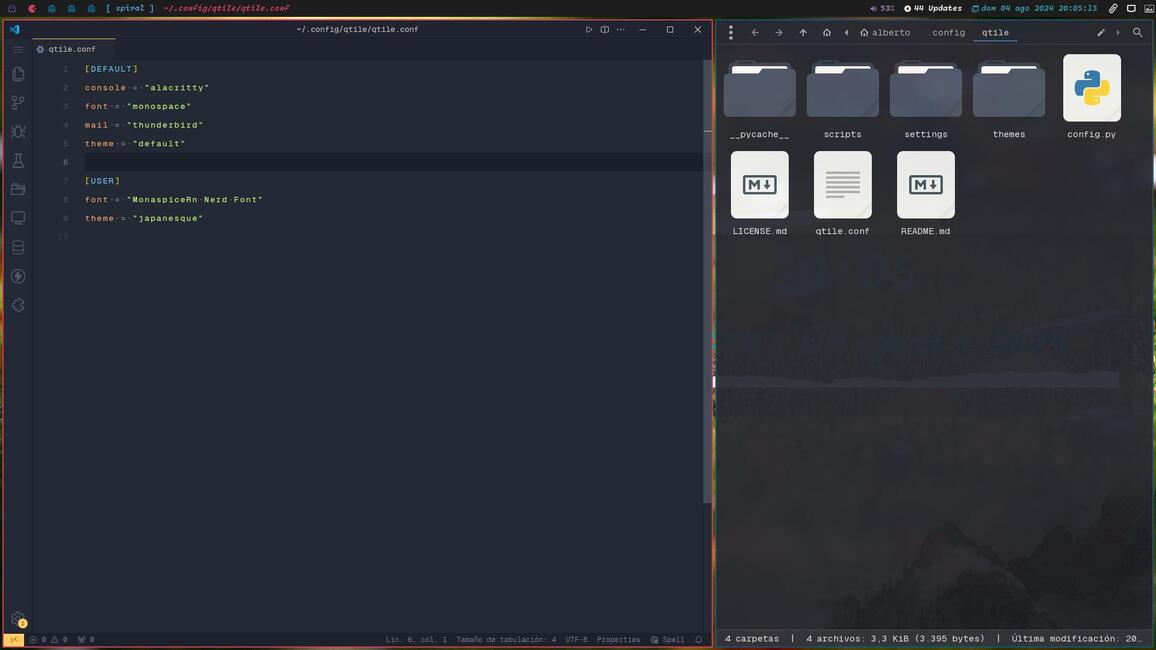 [ spiral ] ~/.config/qtile/qtile.conf 53% 44 Updates dom 04 ago 2024 20:05:13
~/.config/qtile/qtile.conf
qtile.conf
1 [DEFAULT]
2 console = "alacritty"
3 font = "monospace"
4 mail = "thunderbird"
5 theme = "default"
6
7 [USER]
8 font = "MonaspiceRn Nerd Font"
9 theme = "japanesque"
10
1
0 0 0 Lín. 6, col. 1 Tamaño de tabulación: 4 UTF-8 Properties Spell
alberto .config qtile
__pycache__ scripts settings themes config.py
LICENSE.md qtile.conf README.md
20:05
4 carpetas | 4 archivos: 3,3 KiB (3.395 bytes) | Última modificación: 20…